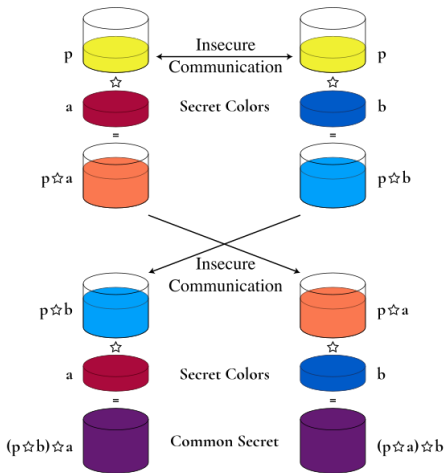 p Insecure Communication p
☆ ☆
a Secret Colors b
= =
p☆a p☆b
Insecure Communication
p☆b p☆a
☆ ☆
a Secret Colors b
= =
(p☆b)☆a Common Secret (p☆a)☆b